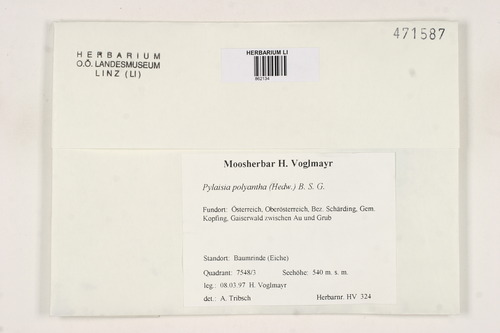 471587
HERBARIUM
O.Ö. LANDESMUSEUM
LINZ (LI)
HERBARIUM LI
862134
Moosherbar H. Voglmayr
Pylaisia polyantha (Hedw.) B. S. G.
Fundort: Österreich, Oberösterreich, Bez. Schärding, Gem.
Kopfing, Gaiserwald zwischen Au und Grub
Standort: Baumrinde (Eiche)
Quadrant: 7548/3 Seehöhe: 540 m. s. m.
leg.: 08.03.97 H. Voglmayr
det.: A. Tribsch Herbarnr. HV 324